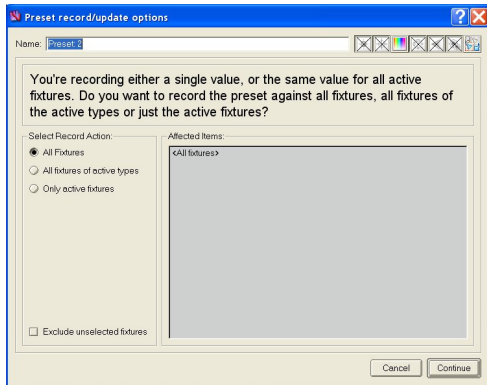 Preset record/update options
Name: Preset 2
You're recording either a single value, or the same value for all active
fixtures. Do you want to record the preset against all fixtures, all fixtures of
the active types or just the active fixtures?
Select Record Action:
All Fixtures
All fixtures of active types
Only active fixtures
Exclude unselected fixtures
Affected Items:
<All fixtures>
Cancel
Continue